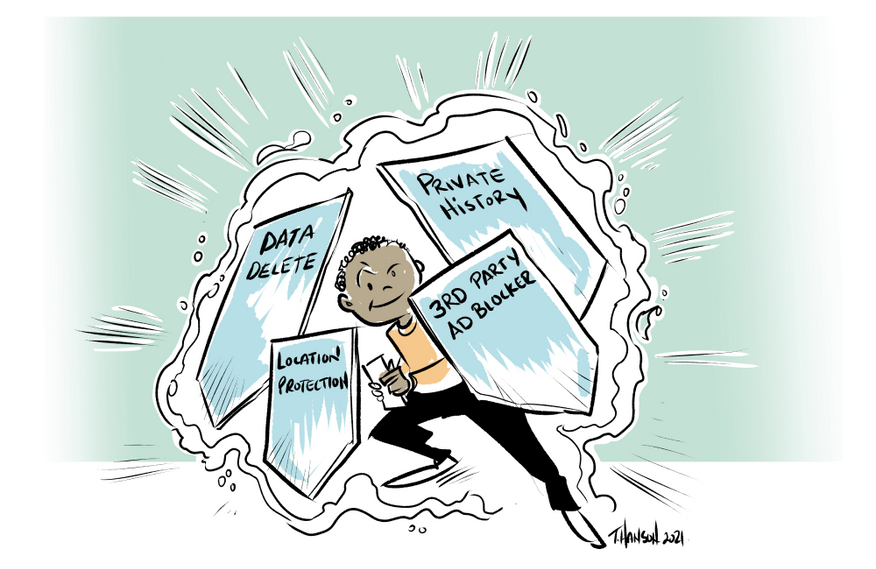 PRIVATE
HISTORY
DATA
DELETE
3RD PARTY
AD BLOCKER
LOCATION
PROTECTION
T.HANSON 2021